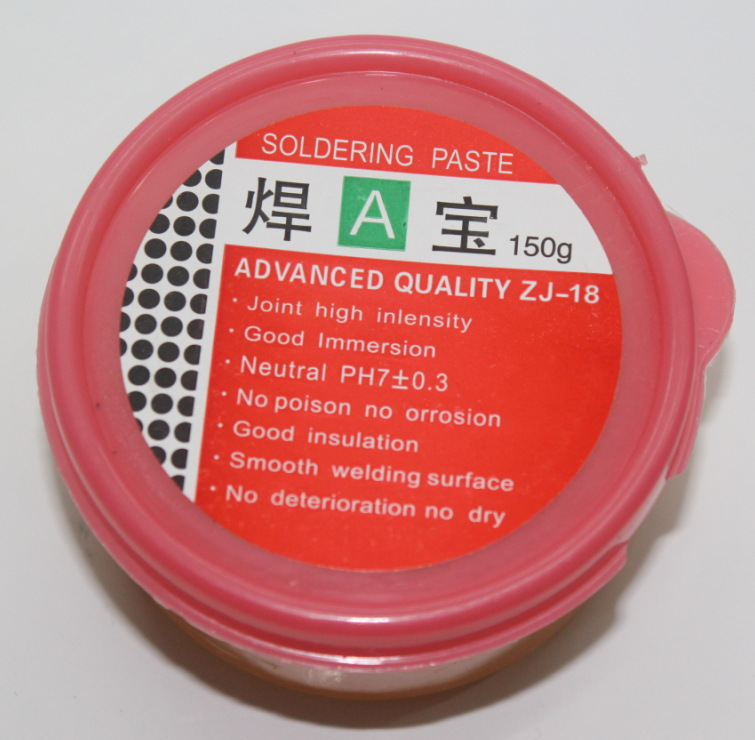 SOLDERING PASTE
焊 A 宝 150g
ADVANCED QUALITY ZJ-18
· Joint high inlensity
· Good Immersion
· Neutral PH7±0.3
· No poison no orrosion
· Good insulation
· Smooth welding surface
· No deterioration no dry